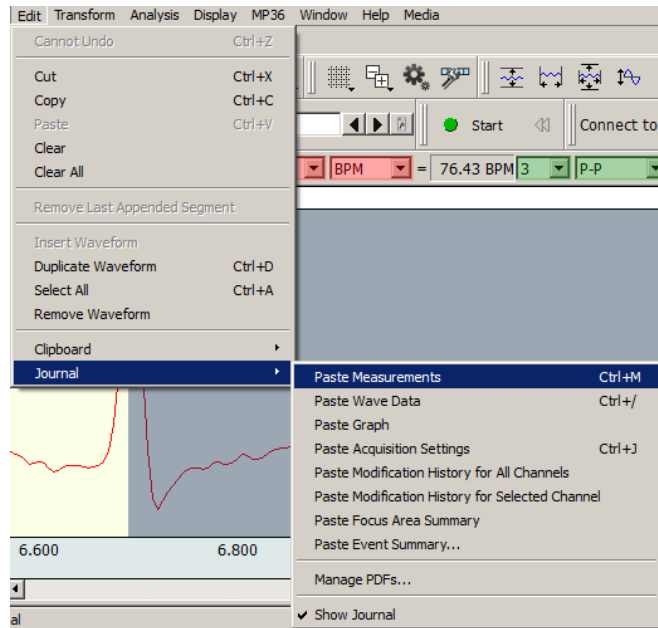 Edit Transform Analysis Display MP36 Window Help Media
Cannot Undo Ctrl+Z
Cut Ctrl+X
Copy Ctrl+C
Paste Ctrl+V
Clear
Clear All
Remove Last Appended Segment
Insert Waveform
Duplicate Waveform Ctrl+D
Select All Ctrl+A
Remove Waveform
Clipboard
Journal
Start Connect to
BPM = 76.43 BPM 3 P-P
Paste Measurements Ctrl+M
Paste Wave Data Ctrl+/
Paste Graph
Paste Acquisition Settings Ctrl+J
Paste Modification History for All Channels
Paste Modification History for Selected Channel
Paste Focus Area Summary
Paste Event Summary...
Manage PDFs...
Show Journal
6.600 6.800
al